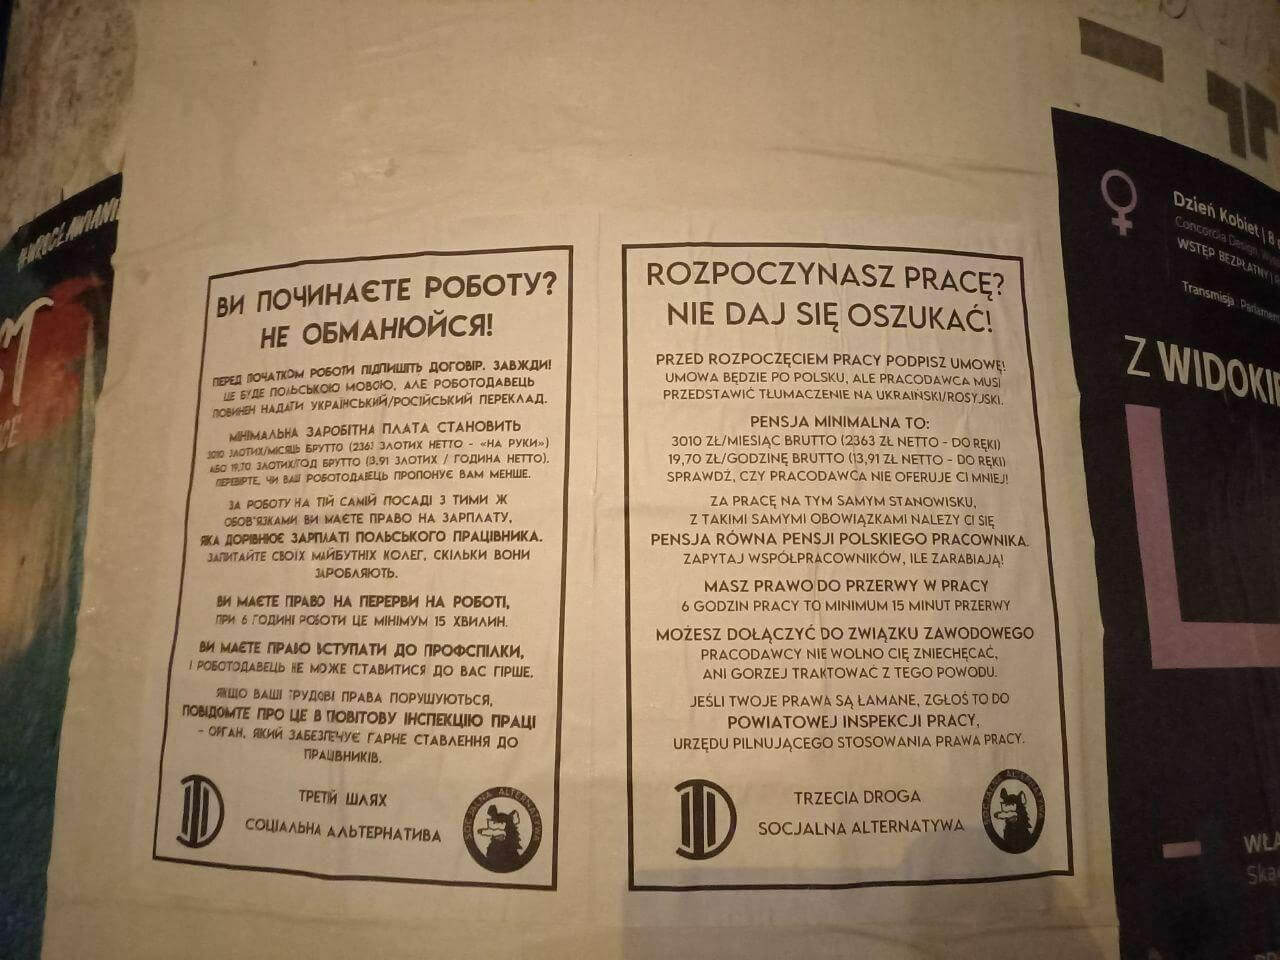 #WROCŁAWIANI
ВИ ПОЧИНАЄТЕ РОБОТУ?
НЕ ОБМАНЮЙСЯ!
ПЕРЕД ПОЧАТКОМ РОБОТИ ПІДПИШІТЬ ДОГОВІР. ЗАВЖДИ!
ЦЕ БУДЕ ПОЛЬСЬКОЮ МОВОЮ, АЛЕ РОБОТОДАВЕЦЬ
ПОВИНЕН НАДАТИ УКРАЇНСЬКИЙ/РОСІЙСЬКИЙ ПЕРЕКЛАД.
МІНІМАЛЬНА ЗАРОБІТНА ПЛАТА СТАНОВИТЬ
3010 ЗЛОТИХ/МІСЯЦЬ БРУТТО (2363 ЗЛОТИХ НЕТТО - «НА РУКИ»)
АБО 19,70 ЗЛОТИХ/ГОД БРУТТО (13,91 ЗЛОТИХ / ГОДИНА НЕТТО).
ПЕРЕВІРТЕ, ЧИ ВАШ РОБОТОДАВЕЦЬ ПРОПОНУЄ ВАМ МЕНШЕ.
ЗА РОБОТУ НА ТІЙ САМІЙ ПОСАДІ З ТИМИ Ж
ОБОВ'ЯЗКАМИ ВИ МАЄТЕ ПРАВО НА ЗАРПЛАТУ,
ЯКА ДОРІВНЮЄ ЗАРПЛАТІ ПОЛЬСЬКОГО ПРАЦІВНИКА.
ЗАПИТАЙТЕ СВОЇХ МАЙБУТНІХ КОЛЕГ, СКІЛЬКИ ВОНИ
ЗАРОБЛЯЮТЬ.
ВИ МАЄТЕ ПРАВО НА ПЕРЕРВИ НА РОБОТІ,
ПРИ 6 ГОДИНІ РОБОТИ ЦЕ МІНІМУМ 15 ХВИЛИН.
ВИ МАЄТЕ ПРАВО ВСТУПАТИ ДО ПРОФСПІЛКИ,
І РОБОТОДАВЕЦЬ НЕ МОЖЕ СТАВИТИСЯ ДО ВАС ГІРШЕ.
ЯКЩО ВАШІ ТРУДОВІ ПРАВА ПОРУШУЮТЬСЯ,
ПОВІДОМТЕ ПРО ЦЕ В ПОВІТОВУ ІНСПЕКЦІЮ ПРАЦІ
- ОРГАН, ЯКИЙ ЗАБЕЗПЕЧУЄ ГАРНЕ СТАВЛЕННЯ ДО
ПРАЦІВНИКІВ.
ТРЕТІЙ ШЛЯХ
СОЦІАЛЬНА АЛЬТЕРНАТИВА
SOCJALNA ALTERNATYWA
ROZPOCZYNASZ PRACĘ?
NIE DAJ SIĘ OSZUKAĆ!
PRZED ROZPOCZĘCIEM PRACY PODPISZ UMOWĘ!
UMOWA BĘDZIE PO POLSKU, ALE PRACODAWCA MUSI
PRZEDSTAWIĆ TŁUMACZENIE NA UKRAIŃSKI/ROSYJSKI.
PENSJA MINIMALNA TO:
3010 ZŁ/MIESIĄC BRUTTO (2363 ZŁ NETTO - DO RĘKI)
19,70 ZŁ/GODZINĘ BRUTTO (13,91 ZŁ NETTO - DO RĘKI)
SPRAWDŹ, CZY PRACODAWCA NIE OFERUJE CI MNIEJ!
ZA PRACĘ NA TYM SAMYM STANOWISKU,
Z TAKIMI SAMYMI OBOWIĄZKAMI NALEŻY CI SIĘ
PENSJA RÓWNA PENSJI POLSKIEGO PRACOWNIKA.
ZAPYTAJ WSPÓŁPRACOWNIKÓW, ILE ZARABIAJĄ!
MASZ PRAWO DO PRZERWY W PRACY
6 GODZIN PRACY TO MINIMUM 15 MINUT PRZERWY
MOŻESZ DOŁĄCZYĆ DO ZWIĄZKU ZAWODOWEGO
PRACODAWCY NIE WOLNO CIĘ ZNIECHĘCAĆ,
ANI GORZEJ TRAKTOWAĆ Z TEGO POWODU.
JEŚLI TWOJE PRAWA SĄ ŁAMANE, ZGŁOŚ TO DO
POWIATOWEJ INSPEKCJI PRACY,
URZĘDU PILNUJĄCEGO STOSOWANIA PRAWA PRACY.
TRZECIA DROGA
SOCJALNA ALTERNATYWA
SOCJALNA ALTERNATYWA
Dzień Kobiet | 8.
Concordia Design
WSTĘP BEZPŁATNY |
Transmisja: Parlamen
Z WIDOKIE
WŁA
Ską